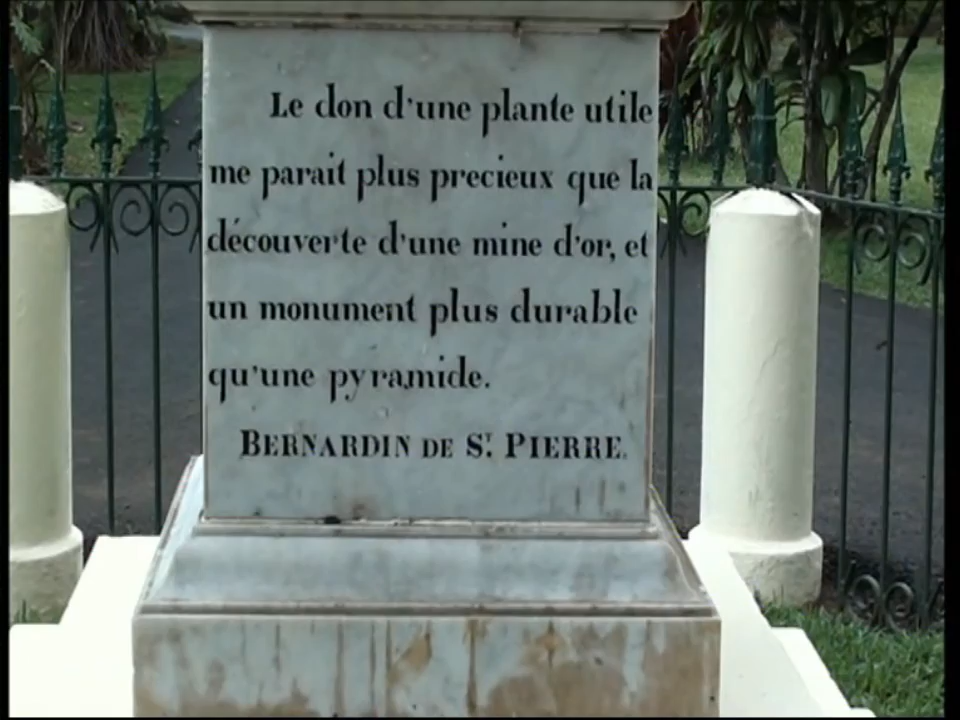 Le don d'une plante utile
me parait plus precieux que la
découverte d'une mine d'or, et
un monument plus durable
qu'une pyramide.
BERNARDIN DE ST. PIERRE.